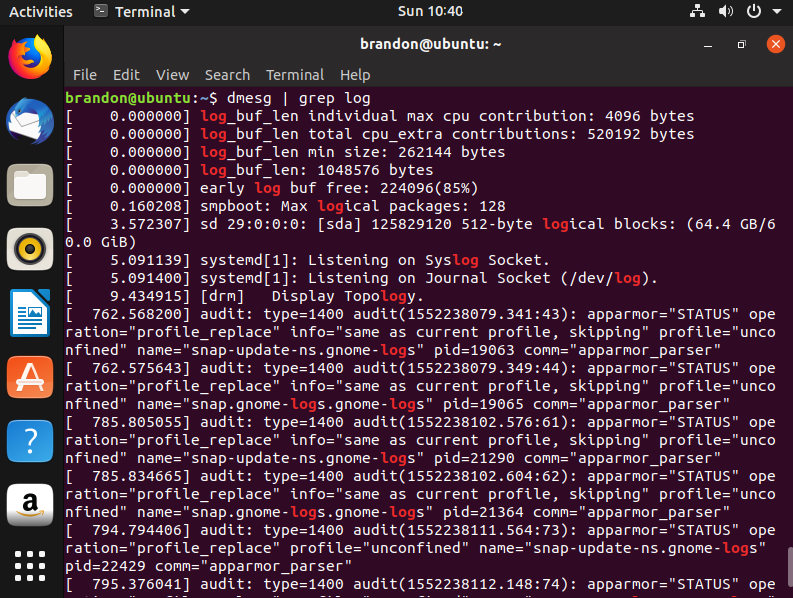 Activities Terminal Sun 10:40
brandon@ubuntu: ~
File Edit View Search Terminal Help
brandon@ubuntu:~$ dmesg | grep log
[    0.000000] log_buf_len individual max cpu contribution: 4096 bytes
[    0.000000] log_buf_len total cpu_extra contributions: 520192 bytes
[    0.000000] log_buf_len min size: 262144 bytes
[    0.000000] log_buf_len: 1048576 bytes
[    0.000000] early log buf free: 224096(85%)
[    0.160208] smpboot: Max logical packages: 128
[    3.572307] sd 29:0:0:0: [sda] 125829120 512-byte logical blocks: (64.4 GB/6
0.0 GiB)
[    5.091139] systemd[1]: Listening on Syslog Socket.
[    5.091400] systemd[1]: Listening on Journal Socket (/dev/log).
[    9.434915] [drm]   Display Topology.
[  762.568200] audit: type=1400 audit(1552238079.341:43): apparmor="STATUS" ope
ration="profile_replace" info="same as current profile, skipping" profile="unco
nfined" name="snap-update-ns.gnome-logs" pid=19063 comm="apparmor_parser"
[  762.575643] audit: type=1400 audit(1552238079.349:44): apparmor="STATUS" ope
ration="profile_replace" info="same as current profile, skipping" profile="unco
nfined" name="snap.gnome-logs.gnome-logs" pid=19065 comm="apparmor_parser"
[  785.805055] audit: type=1400 audit(1552238102.576:61): apparmor="STATUS" ope
ration="profile_replace" info="same as current profile, skipping" profile="unco
nfined" name="snap-update-ns.gnome-logs" pid=21290 comm="apparmor_parser"
[  785.834665] audit: type=1400 audit(1552238102.604:62): apparmor="STATUS" ope
ration="profile_replace" info="same as current profile, skipping" profile="unco
nfined" name="snap.gnome-logs.gnome-logs" pid=21364 comm="apparmor_parser"
[  794.794406] audit: type=1400 audit(1552238111.564:73): apparmor="STATUS" ope
ration="profile_replace" profile="unconfined" name="snap-update-ns.gnome-logs"
pid=22429 comm="apparmor_parser"
[  795.376041] audit: type=1400 audit(1552238112.148:74): apparmor="STATUS" ope